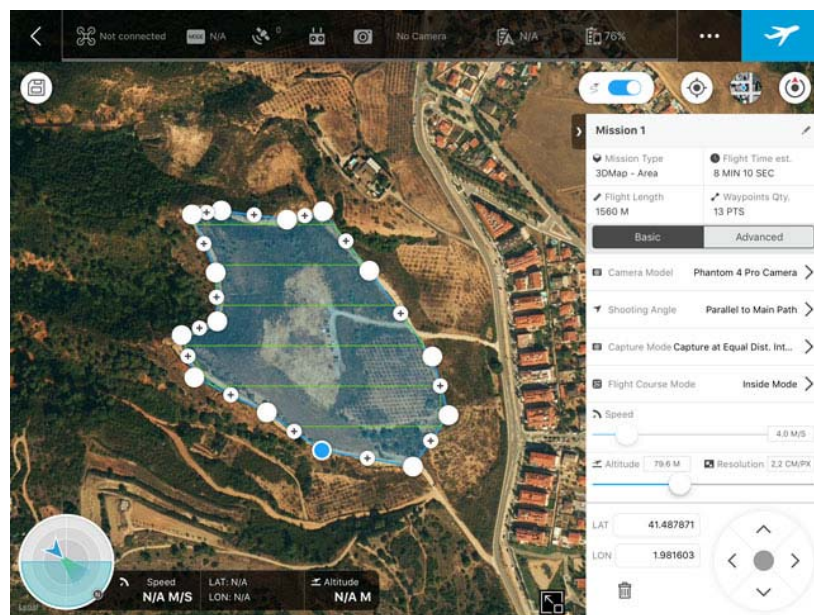 Not connected MODE N/A 0 No Camera N/A 76%
Mission 1
Mission Type Flight Time est.
3DMap - Area 8 MIN 10 SEC
Flight Length Waypoints Qty.
1560 M 13 PTS
Basic Advanced
Camera Model Phantom 4 Pro Camera
Shooting Angle Parallel to Main Path
Capture Mode Capture at Equal Dist. Int...
Flight Course Mode Inside Mode
Speed
4.0 M/S
Altitude 79.6 M Resolution 2.2 CM/PX
LAT 41.487871
LON 1.981603
Speed LAT: N/A Altitude
N/A M/S LON: N/A N/A M
N